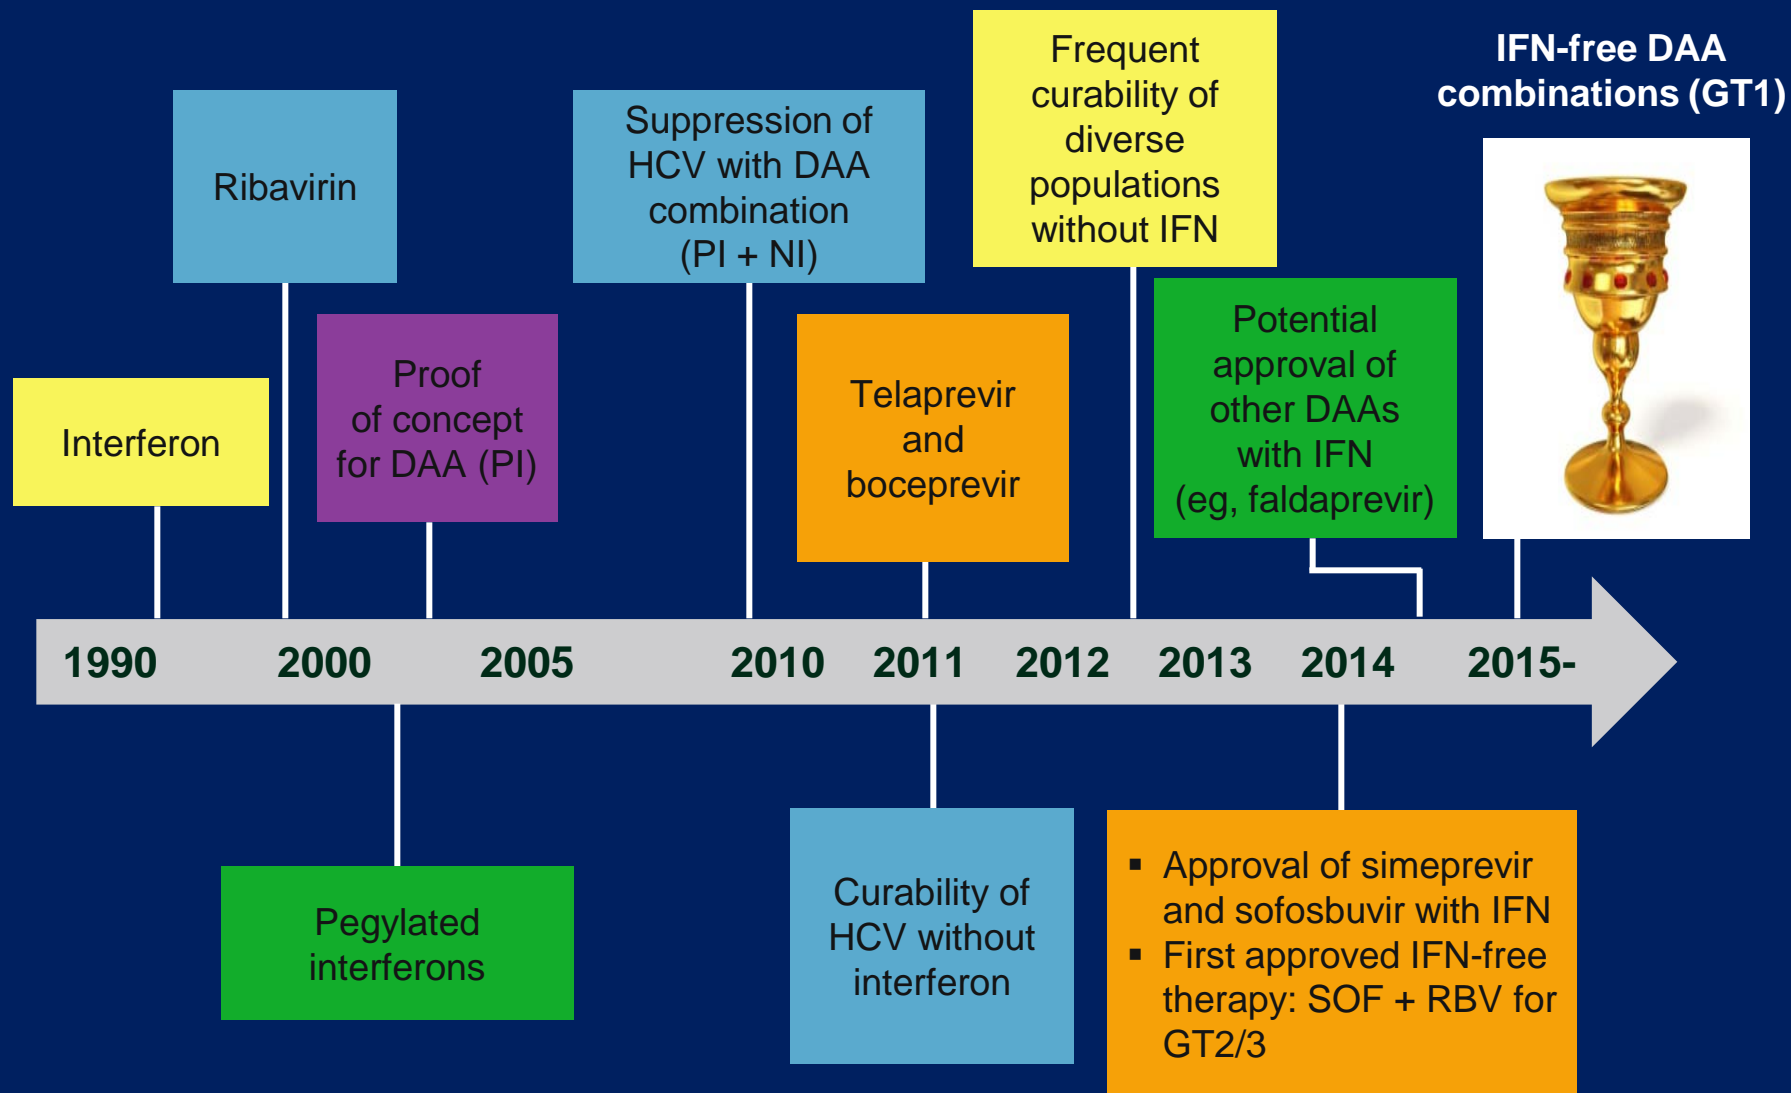 Interferon
Ribavirin
Proof
of concept
for DAA (PI)
Suppression of
HCV with DAA
combination
(PI + NI)
Telaprevir
and
boceprevir
Frequent
curability of
diverse
populations
without IFN
Potential
approval of
other DAAs
with IFN
(eg, faldaprevir)
IFN-free DAA
combinations (GT1)
1990 2000 2005 2010 2011 2012 2013 2014 2015-
Pegylated
interferons
Curability of
HCV without
interferon
▪ Approval of simeprevir
and sofosbuvir with IFN
▪ First approved IFN-free
therapy: SOF + RBV for
GT2/3